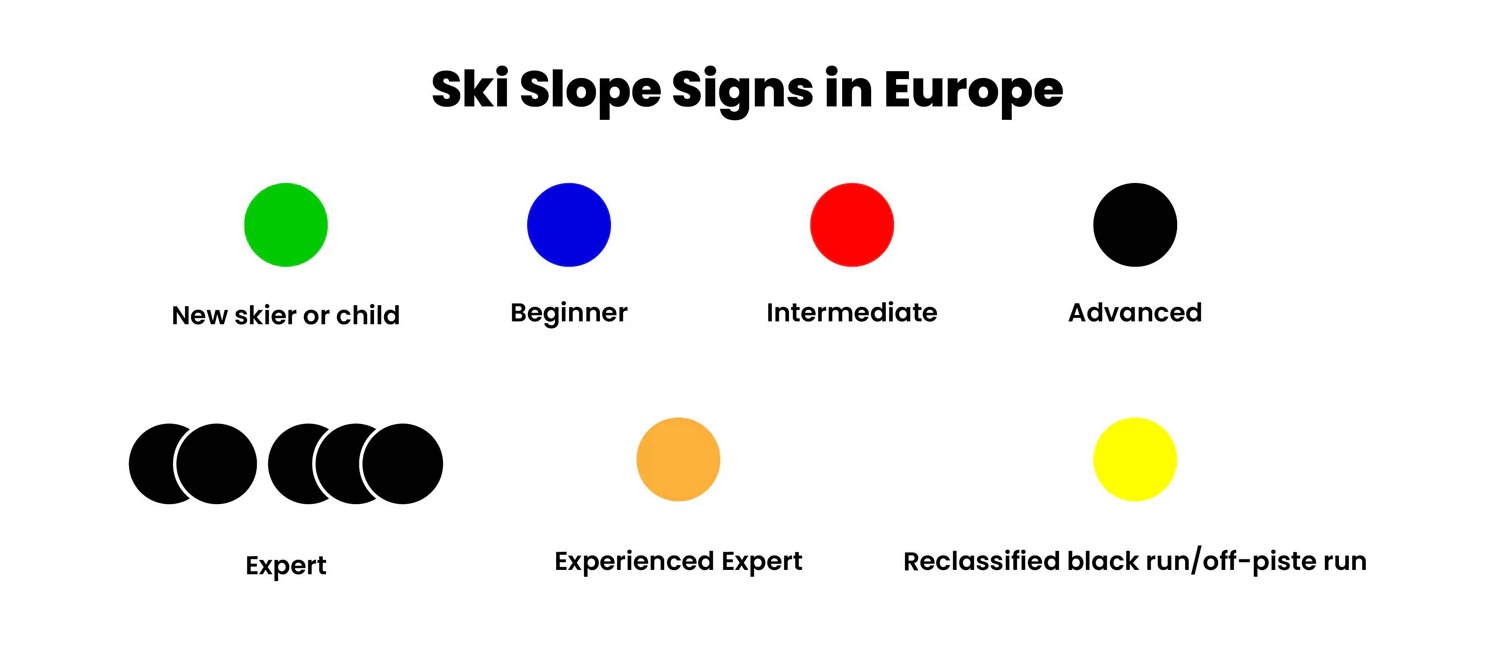 Ski Slope Signs in Europe
New skier or child
Beginner
Intermediate
Advanced
Expert
Experienced Expert
Reclassified black run/off-piste run